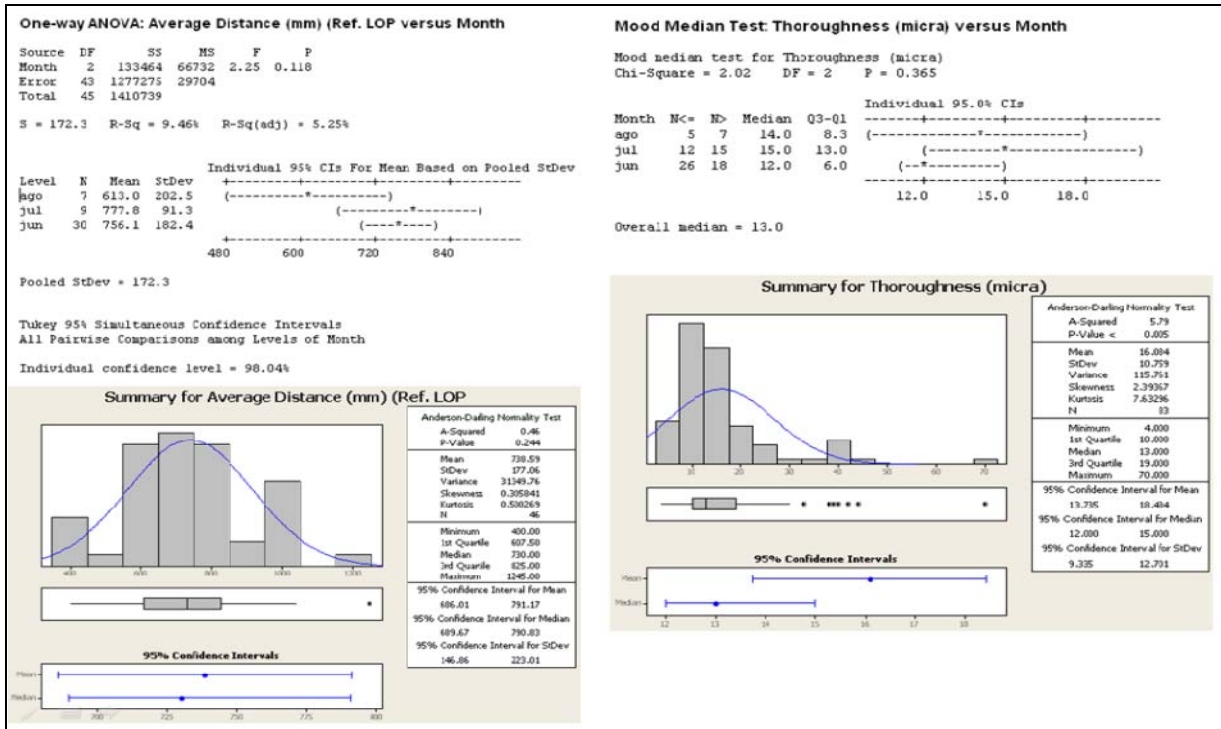 One-way ANOVA: Average Distance (mm) (Ref. LOP versus Month
Source DF SS MS F P
Month 2 133464 66732 2.25 0.118
Error 43 1277275 29704
Total 45 1410739
S = 172.3 R-Sq = 9.46% R-Sq(adj) = 5.25%
Individual 95% CIs For Mean Based on Pooled StDev
Level N Mean StDev
ago 7 613.0 202.5
jul 9 777.8 91.3
jun 30 756.1 182.4
480 600 720 840
Pooled StDev = 172.3
Tukey 95% Simultaneous Confidence Intervals
All Pairwise Comparisons among Levels of Month
Individual confidence level = 98.04%
Summary for Average Distance (mm) (Ref. LOP
400 600 800 1000 1200
Anderson-Darling Normality Test
A-Squared 0.46
P-Value 0.244
Mean 738.59
StDev 177.06
Variance 31349.76
Skewness 0.305841
Kurtosis 0.500269
N 46
Minimum 400.00
1st Quartile 607.50
Median 730.00
3rd Quartile 825.00
Maximum 1245.00
95% Confidence Interval for Mean
686.01 791.17
95% Confidence Interval for Median
689.67 790.83
95% Confidence Interval for StDev
146.86 223.01
95% Confidence Intervals
Mean
Median
700 725 750 775 800
Mood Median Test: Thoroughness (micra) versus Month
Mood median test for Thoroughness (micra)
Chi-Square = 2.02 DF = 2 P = 0.365
Individual 95.0% CIs
Month N<= N> Median Q3-Q1
ago 5 7 14.0 8.3
jul 12 15 15.0 13.0
jun 26 18 12.0 6.0
12.0 15.0 18.0
Overall median = 13.0
Summary for Thoroughness (micra)
10 20 30 40 50 60 70
Anderson-Darling Normality Test
A-Squared 5.79
P-Value < 0.005
Mean 16.084
StDev 10.759
Variance 115.761
Skewness 2.39367
Kurtosis 7.63296
N 83
Minimum 4.000
1st Quartile 10.000
Median 13.000
3rd Quartile 19.000
Maximum 70.000
95% Confidence Interval for Mean
13.735 18.434
95% Confidence Interval for Median
12.000 15.000
95% Confidence Interval for StDev
9.335 12.701
95% Confidence Intervals
Mean
Median
12 13 14 15 16 17 18